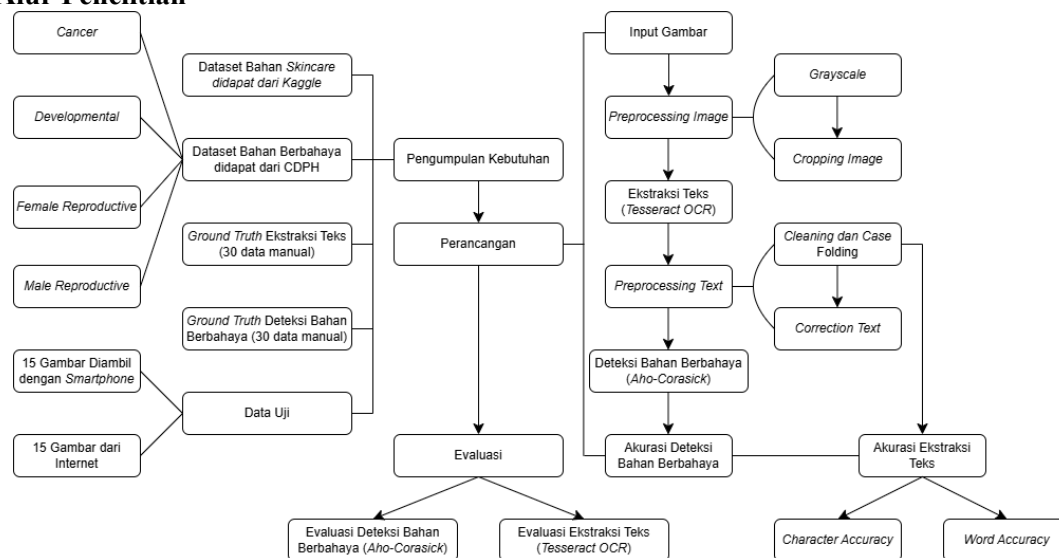 Alur Penelitian
Cancer
Developmental
Female Reproductive
Male Reproductive
15 Gambar Diambil
dengan Smartphone
15 Gambar dari
Internet
Dataset Bahan Skincare
didapat dari Kaggle
Dataset Bahan Berbahaya
didapat dari CDPH
Ground Truth Ekstraksi Teks
(30 data manual)
Ground Truth Deteksi Bahan
Berbahaya (30 data manual)
Data Uji
Pengumpulan Kebutuhan
Perancangan
Evaluasi
Evaluasi Deteksi Bahan
Berbahaya (Aho-Corasick)
Evaluasi Ekstraksi Teks
(Tesseract OCR)
Input Gambar
Preprocessing Image
Ekstraksi Teks
(Tesseract OCR)
Preprocessing Text
Deteksi Bahan Berbahaya
(Aho-Corasick)
Akurasi Deteksi
Bahan Berbahaya
Grayscale
Cropping Image
Cleaning dan Case
Folding
Correction Text
Akurasi Ekstraksi
Teks
Character Accuracy
Word Accuracy